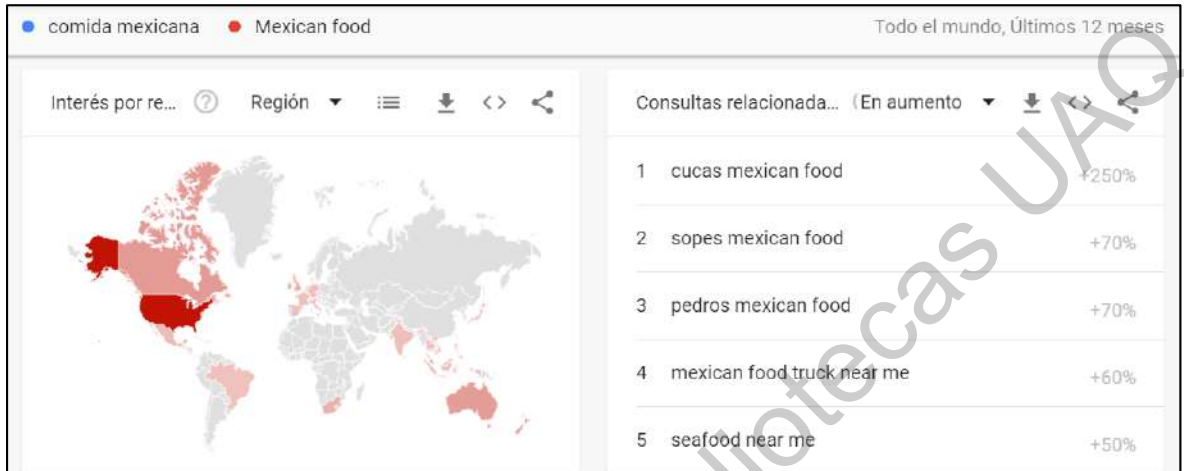 comida mexicana Mexican food Todo el mundo, Últimos 12 meses
Interés por re... Región
Consultas relacionada... (En aumento
1 cucas mexican food +250%
2 sopes mexican food +70%
3 pedros mexican food +70%
4 mexican food truck near me +60%
5 seafood near me +50%
bliotecas UAQ